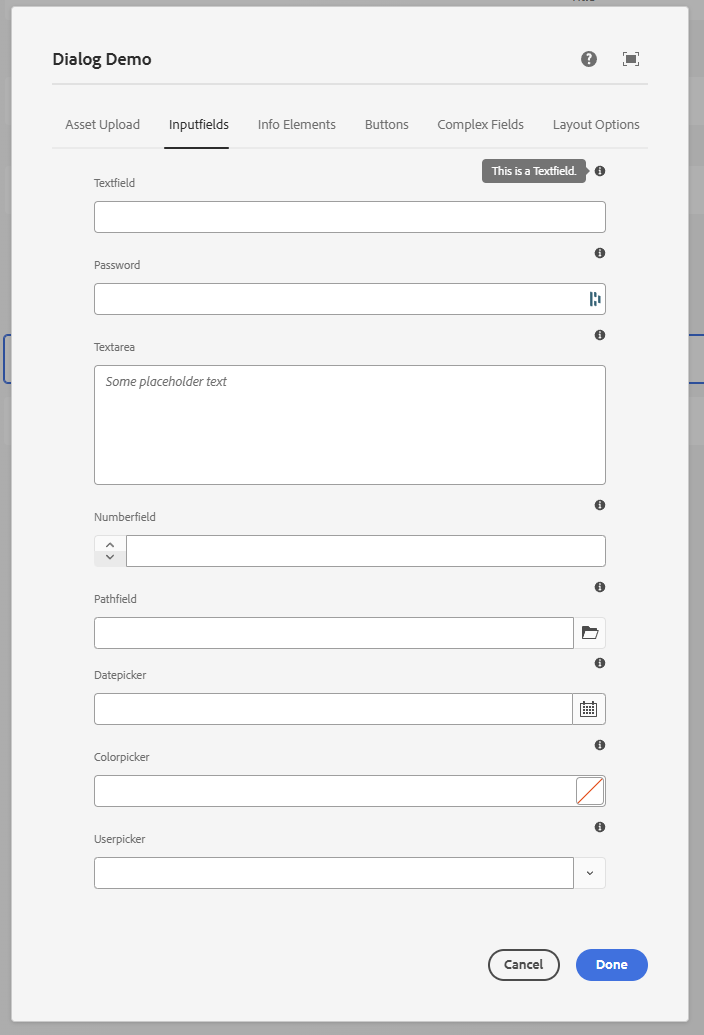 Dialog Demo
Asset Upload Inputfields Info Elements Buttons Complex Fields Layout Options
This is a Textfield.
Textfield
Password
Textarea
Some placeholder text
Numberfield
Pathfield
Datepicker
Colorpicker
Userpicker
Cancel Done